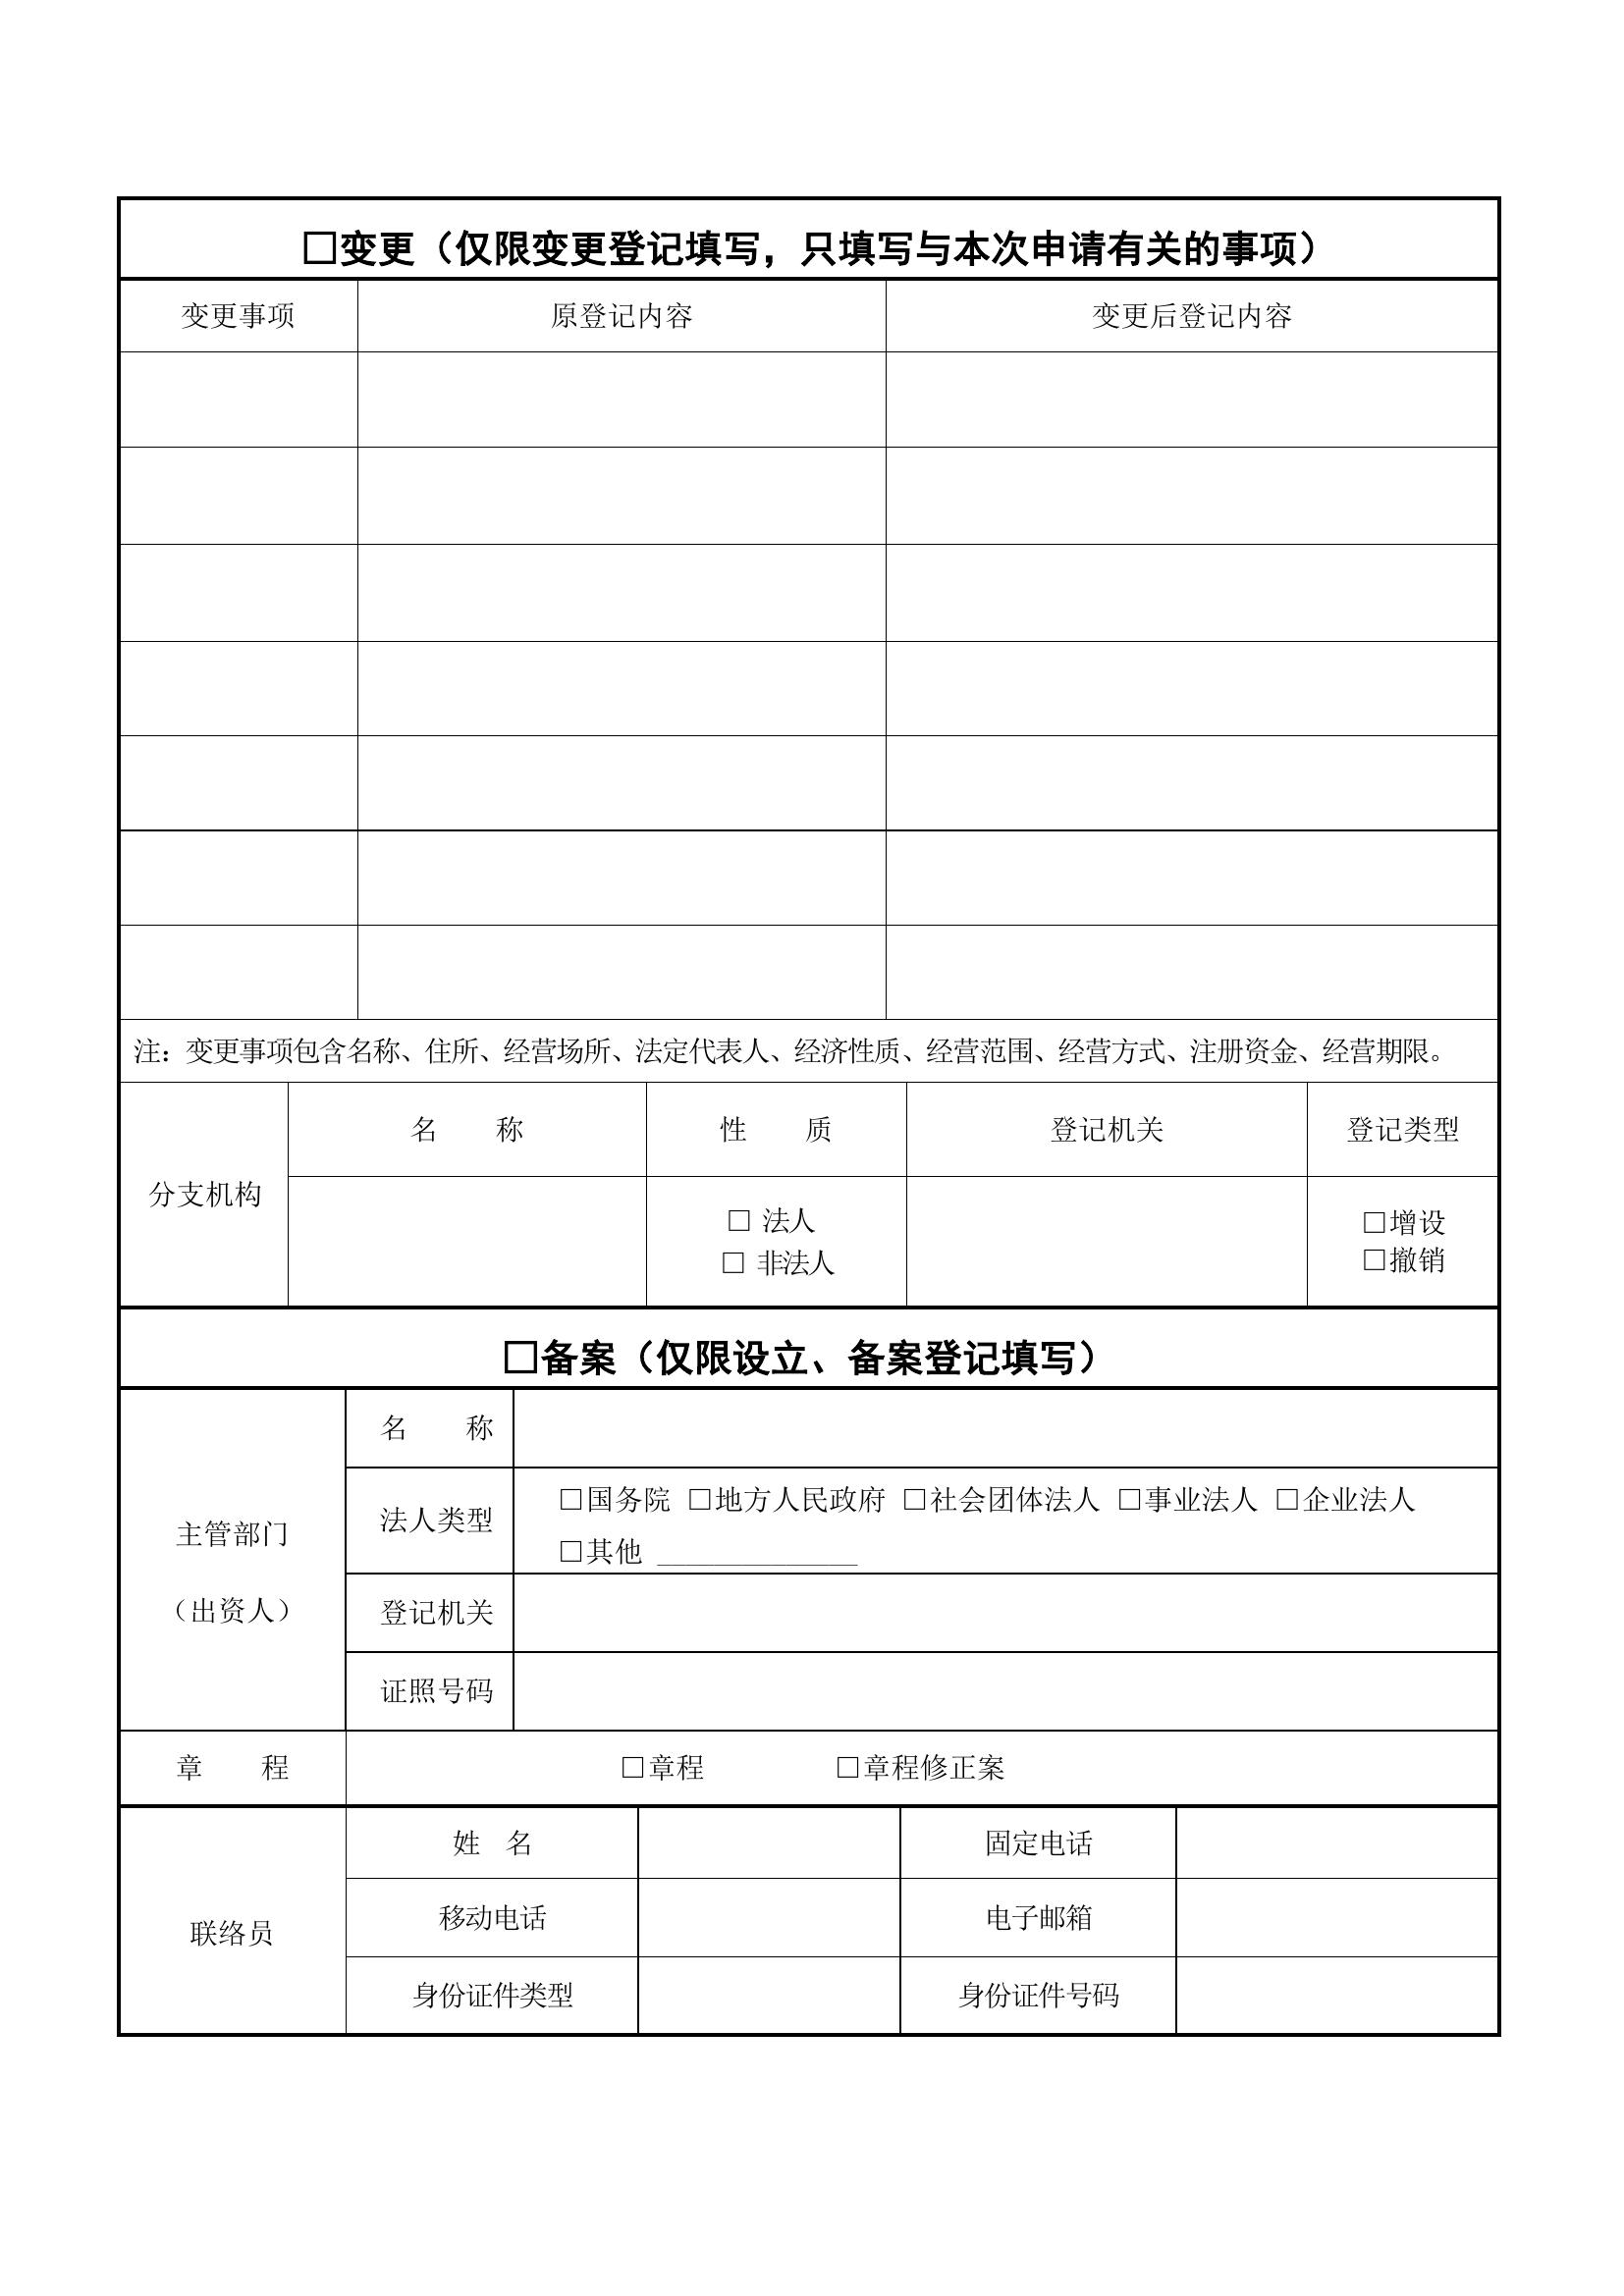 □变更（仅限变更登记填写，只填写与本次申请有关的事项）
变更事项 原登记内容 变更后登记内容
注：变更事项包含名称、住所、经营场所、法定代表人、经济性质、经营范围、经营方式、注册资金、经营期限。
分支机构
名　　称 性　　质 登记机关 登记类型
□ 法人
□ 非法人
□增设
□撤销
□备案（仅限设立、备案登记填写）
主管部门
（出资人）
名　　称
法人类型
□国务院 □地方人民政府 □社会团体法人 □事业法人 □企业法人
□其他 ______________
登记机关
证照号码
章　　程 □章程 □章程修正案
联络员
姓　名 固定电话
移动电话 电子邮箱
身份证件类型 身份证件号码